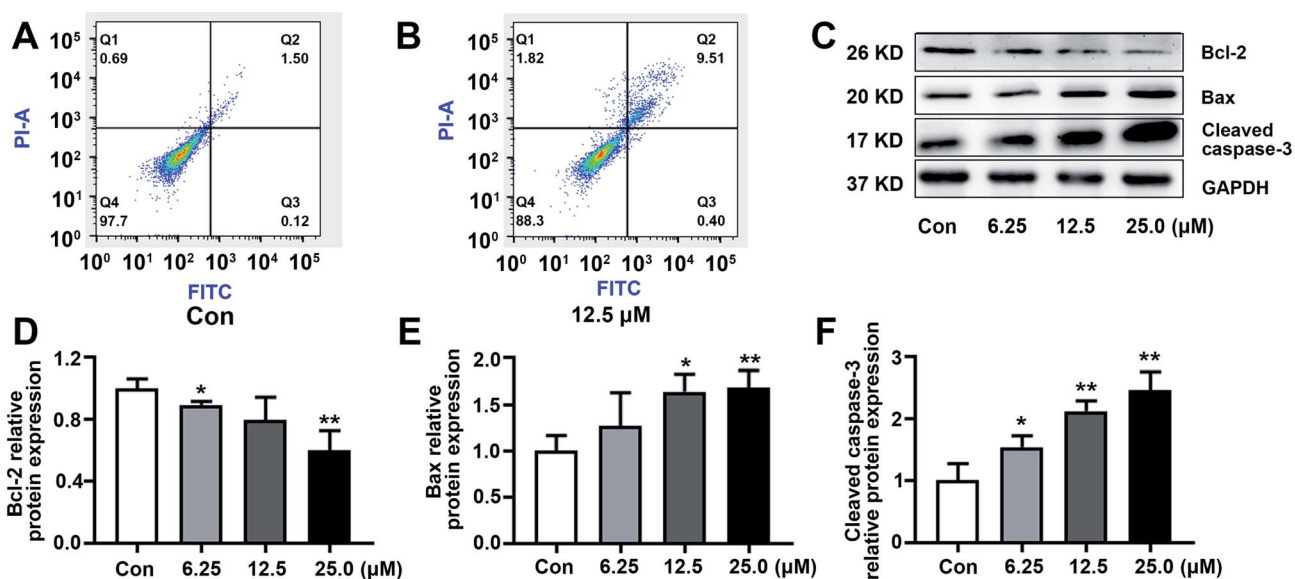 A
10⁵
10⁴
10³
10²
10¹
10⁰
PI-A
Q1
0.69
Q2
1.50
Q4
97.7
Q3
0.12
10⁰ 10¹ 10² 10³ 10⁴ 10⁵
FITC
Con
B
10⁵
10⁴
10³
10²
10¹
10⁰
PI-A
Q1
1.82
Q2
9.51
Q4
88.3
Q3
0.40
10⁰ 10¹ 10² 10³ 10⁴ 10⁵
FITC
12.5 μM
C
26 KD Bcl-2
20 KD Bax
17 KD Cleaved
caspase-3
37 KD GAPDH
Con 6.25 12.5 25.0 (μM)
D
Bcl-2 relative
protein expression
1.2
0.8
0.4
0.0
*
**
Con 6.25 12.5 25.0 (μM)
E
Bax relative
protein expression
2.0
1.5
1.0
0.5
0.0
*
**
Con 6.25 12.5 25.0 (μM)
F
Cleaved caspase-3
relative protein expression
3
2
1
0
*
**
**
Con 6.25 12.5 25.0 (μM)